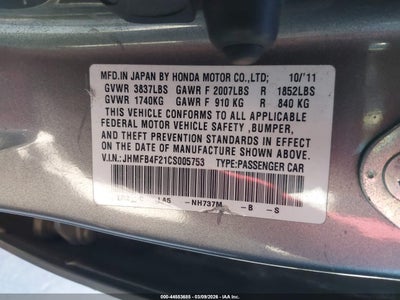 MFD.IN JAPAN BY HONDA MOTOR CO.,LTD; 10/'11
GVWR 3837LBS GAWR F 2007LBS R 1852LBS
GVWR 1740KG GAWR F 910 KG R 840 KG
THIS VEHICLE CONFORMS TO ALL APPLICABLE
FEDERAL MOTOR VEHICLE SAFETY ,BUMPER,
AND THEFT PREVENTION STANDARDS IN EFFECT
ON THE DATE OF MANUFACTURE SHOWN ABOVE.
V.I.N.: JHMFB4F21CS005753 TYPE:PASSENGER CAR
-NH737M -B -S
000-44553685 - 03/09/2026 - IAAI.COM